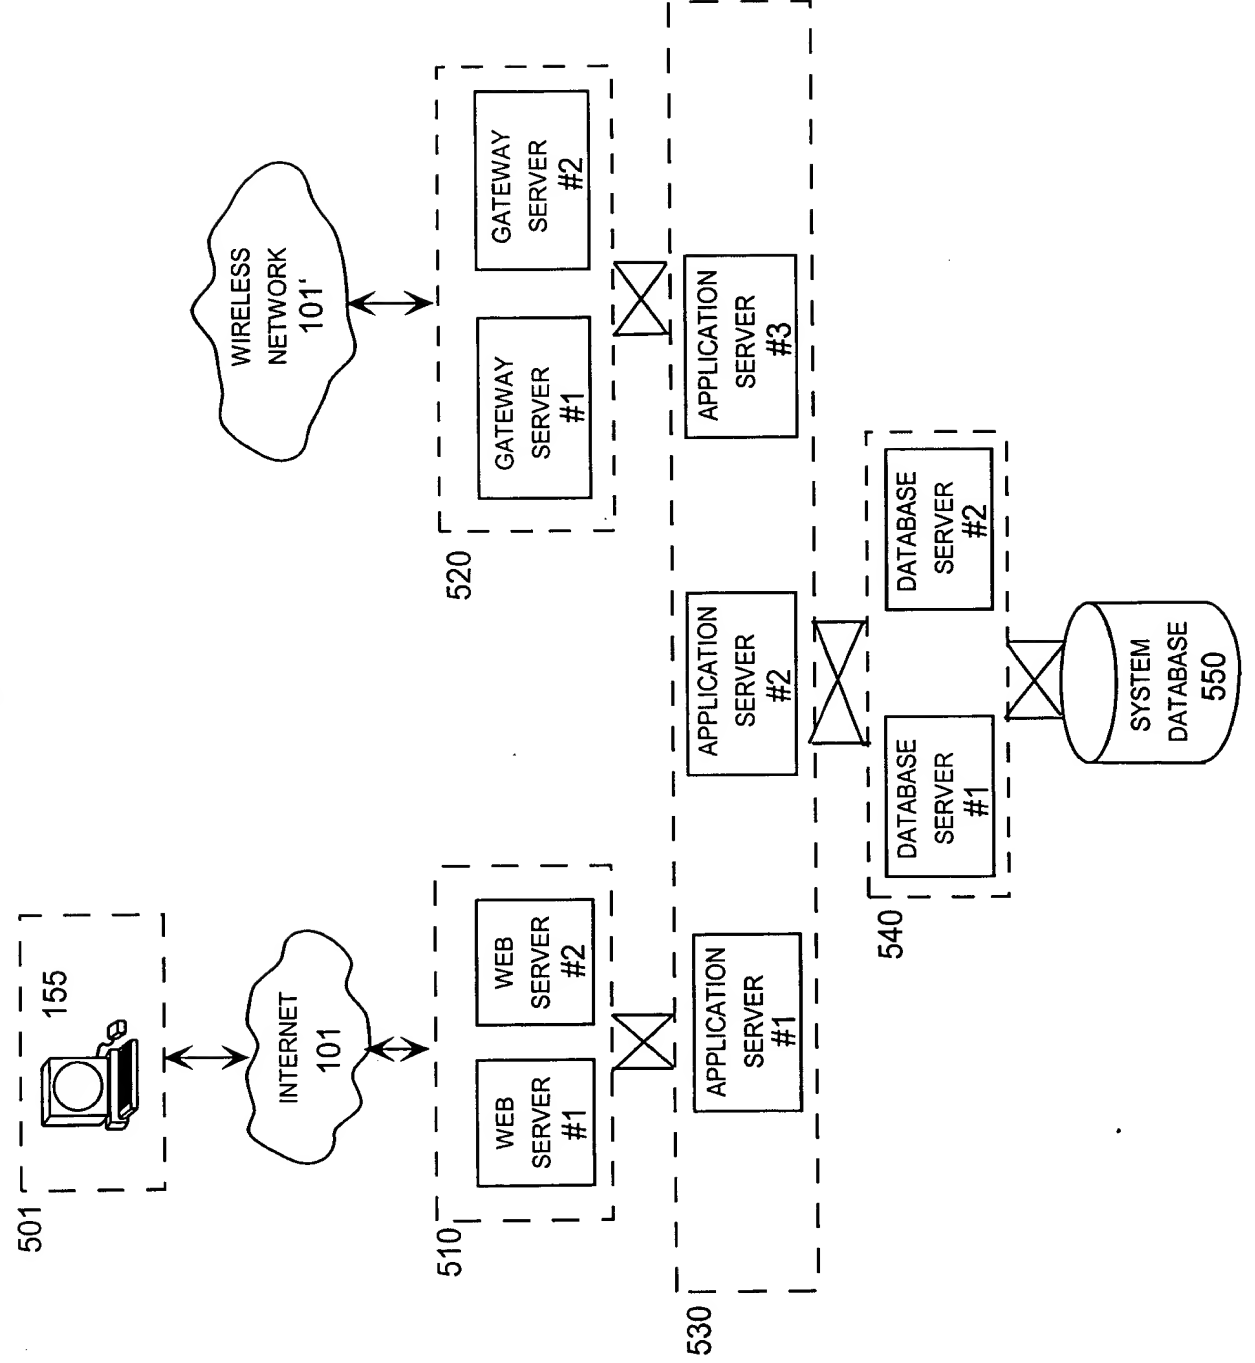 501
155
INTERNET
101
WIRELESS
NETWORK
101'
510
WEB
SERVER
#1
WEB
SERVER
#2
520
GATEWAY
SERVER
#1
GATEWAY
SERVER
#2
530
APPLICATION
SERVER
#1
APPLICATION
SERVER
#2
APPLICATION
SERVER
#3
540
DATABASE
SERVER
#1
DATABASE
SERVER
#2
SYSTEM
DATABASE
550